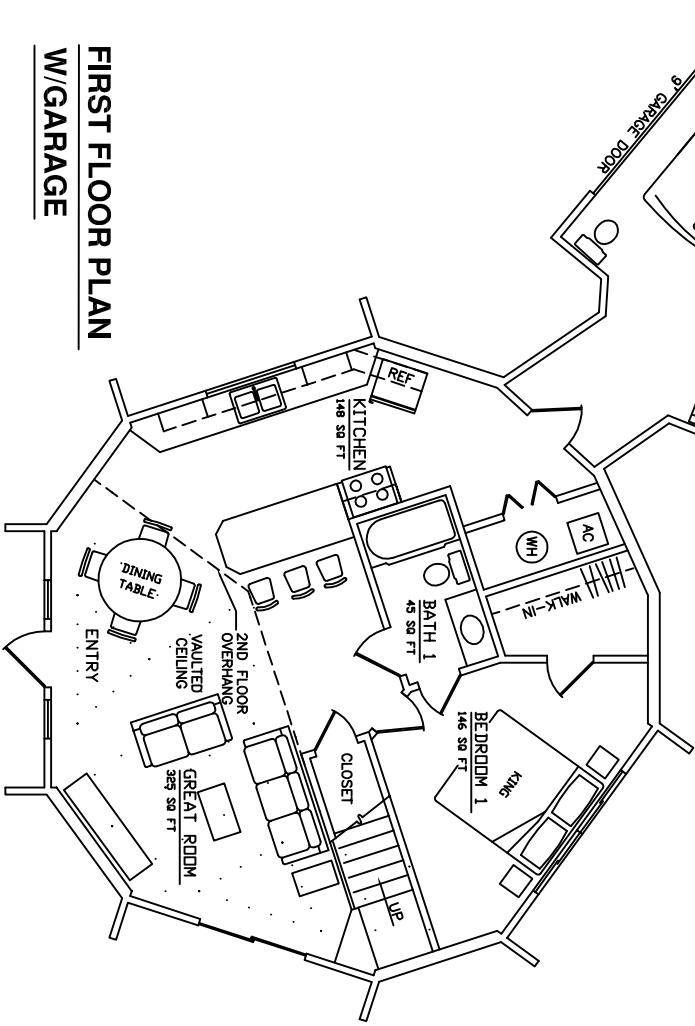 FIRST FLOOR PLAN
W/GARAGE
9' GARAGE DOOR
REF
KITCHEN
148 SQ FT
AC
WH
WALK-IN
BATH 1
45 SQ FT
DINING
TABLE
ENTRY
2ND FLOOR
OVERHANG
VAULTED
CEILING
BEDROOM 1
146 SQ FT
KING
CLOSET
GREAT ROOM
325 SQ FT
UP